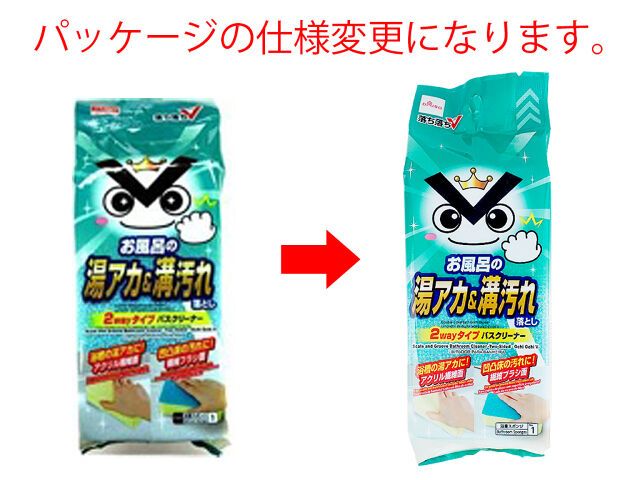 パッケージの仕様変更になります。
落ち落ちV
お風呂の
湯アカ&溝汚れ
落とし
2wayタイプ バスクリーナー
浴槽の湯アカに!
アクリル繊維面
凹凸床の汚れに!
繊維ブラシ面
DAISO
落ち落ちV
お風呂の
湯アカ&溝汚れ
落とし
2wayタイプ バスクリーナー
Scale and Groove Bathroom Cleaner -Two-Sided, Ochi Ochi V
浴槽の湯アカに!
アクリル繊維面
凹凸床の汚れに!
繊維ブラシ面
浴案スポンジ
Bathroom Sponges
1